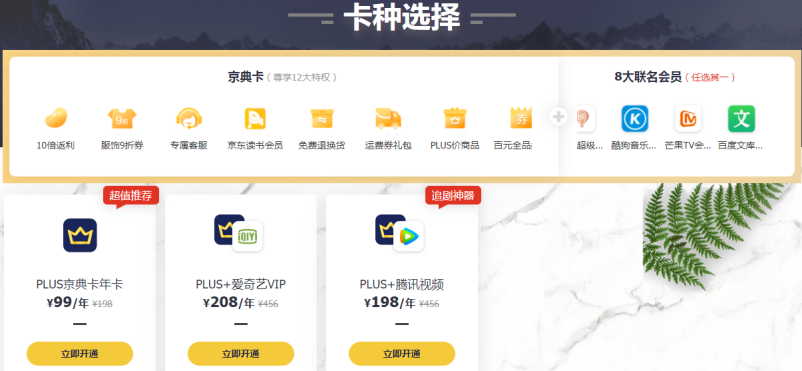 卡种选择
京典卡（尊享12大特权）
8大联名会员（任选其一）
9折
券
K
文
10倍返利
服饰9折券
专属客服
京东读书会员
免费退换货
运费券礼包
PLUS价商品
百元全品
超级...
酷狗音乐...
芒果TV会...
百度文库...
超值推荐
追剧神器
iQIYI
PLUS京典卡年卡
¥99/年 ¥198
立即开通
PLUS+爱奇艺VIP
¥208/年 ¥456
立即开通
PLUS+腾讯视频
¥198/年 ¥456
立即开通